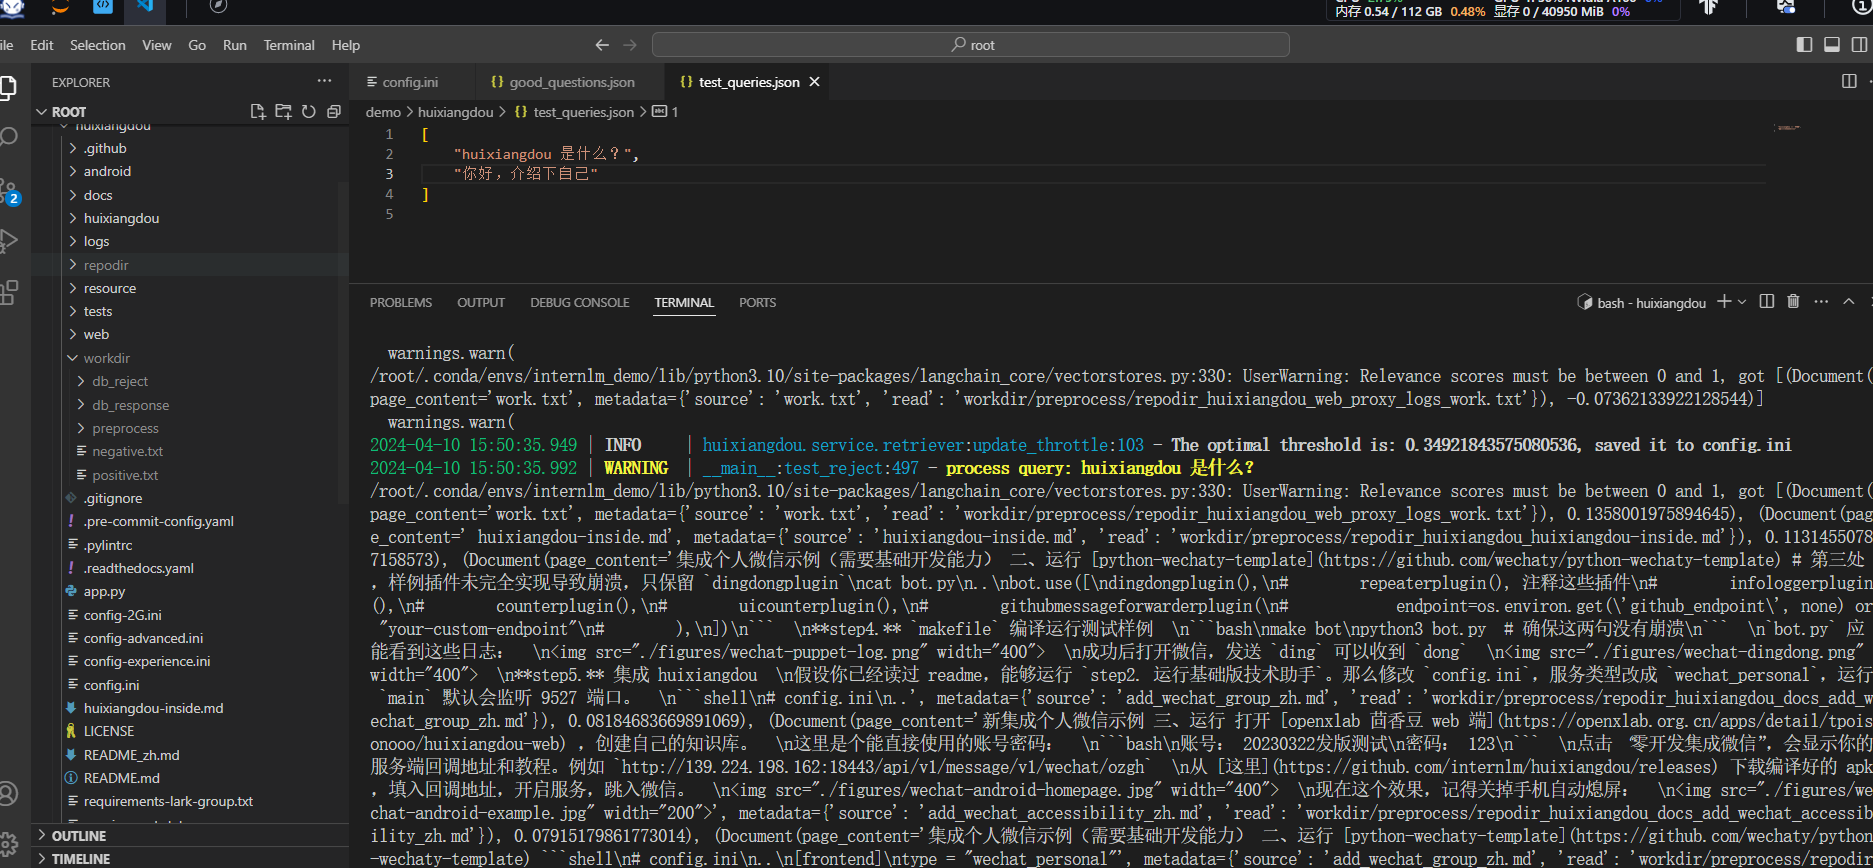 内存 0.54 / 112 GB 0.48% 显存 0 / 40950 MiB 0%
ile Edit Selection View Go Run Terminal Help
root
EXPLORER
config.ini
good_questions.json
test_queries.json
ROOT
demo > huixiangdou > test_queries.json > 1
huixiangdou
.github
android
docs
huixiangdou
logs
repodir
resource
tests
web
workdir
db_reject
db_response
preprocess
negative.txt
positive.txt
.gitignore
.pre-commit-config.yaml
.pylintrc
.readthedocs.yaml
app.py
config-2G.ini
config-advanced.ini
config-experience.ini
config.ini
huixiangdou-inside.md
LICENSE
README_zh.md
README.md
requirements-lark-group.txt
OUTLINE
TIMELINE
2
1 [
2 "huixiangdou 是什么？",
3 "你好，介绍下自己"
4 ]
5
PROBLEMS OUTPUT DEBUG CONSOLE TERMINAL PORTS
bash - huixiangdou
warnings.warn(
/root/.conda/envs/internlm_demo/lib/python3.10/site-packages/langchain_core/vectorstores.py:330: UserWarning: Relevance scores must be between 0 and 1, got [(Document(
page_content='work.txt', metadata={'source': 'work.txt', 'read': 'workdir/preprocess/repodir_huixiangdou_web_proxy_logs_work.txt'}), -0.07362133922128544)]
warnings.warn(
2024-04-10 15:50:35.949 | INFO | huixiangdou.service.retriever:update_throttle:103 - The optimal threshold is: 0.34921843575080536, saved it to config.ini
2024-04-10 15:50:35.992 | WARNING | __main__:test_reject:497 - process query: huixiangdou 是什么？
/root/.conda/envs/internlm_demo/lib/python3.10/site-packages/langchain_core/vectorstores.py:330: UserWarning: Relevance scores must be between 0 and 1, got [(Document(
page_content='work.txt', metadata={'source': 'work.txt', 'read': 'workdir/preprocess/repodir_huixiangdou_web_proxy_logs_work.txt'}), 0.1358001975894645), (Document(pag
e_content=' huixiangdou-inside.md', metadata={'source': 'huixiangdou-inside.md', 'read': 'workdir/preprocess/repodir_huixiangdou_huixiangdou-inside.md'}), 0.1131455078
7158573), (Document(page_content='集成个人微信示例（需要基础开发能力） 二、运行 [python-wechaty-template](https://github.com/wechaty/python-wechaty-template) # 第三处
，样例插件未完全实现导致崩溃，只保留 `dingdongplugin`\ncat bot.py\n..\nbot.use([\ndingdongplugin(),\n# repeaterplugin(), 注释这些插件\n# infologgerplugin
(),\n# counterplugin(),\n# uicounterplugin(),\n# githubmessageforwarderplugin(\n# endpoint=os.environ.get(\'github_endpoint\', none) or
"your-custom-endpoint"\n# ),\n])\n``` \n**step4.** `makefile` 编译运行测试样例 \n```bash\nmake bot\npython3 bot.py # 确保这两句没有崩溃\n``` \n`bot.py` 应
能看到这些日志： \n<img src="./figures/wechat-puppet-log.png" width="400"> \n成功后打开微信，发送 `ding` 可以收到 `dong` \n<img src="./figures/wechat-dingdong.png"
width="400"> \n**step5.** 集成 huixiangdou \n假设你已经读过 readme，能够运行 `step2. 运行基础版技术助手`。那么修改 `config.ini`，服务类型改成 `wechat_personal`，运行
`main` 默认会监听 9527 端口。 \n```shell\n# config.ini\n..', metadata={'source': 'add_wechat_group_zh.md', 'read': 'workdir/preprocess/repodir_huixiangdou_docs_add_w
echat_group_zh.md'}), 0.08184683669891069), (Document(page_content='新集成个人微信示例 三、运行 打开 [openxlab 茴香豆 web 端](https://openxlab.org.cn/apps/detail/tpois
onooo/huixiangdou-web) ，创建自己的知识库。 \n这里是个能直接使用的账号密码： \n```bash\n账号： 20230322发版测试\n密码： 123\n``` \n点击 “零开发集成微信”，会显示你的
服务端回调地址和教程。例如 `http://139.224.198.162:18443/api/v1/message/v1/wechat/ozgh` \n从 [这里](https://github.com/internlm/huixiangdou/releases) 下载编译好的 apk
，填入回调地址，开启服务，跳入微信。 \n<img src="./figures/wechat-android-homepage.jpg" width="400"> \n现在这个效果，记得关掉手机自动熄屏： \n<img src="./figures/we
chat-android-example.jpg" width="200">', metadata={'source': 'add_wechat_accessibility_zh.md', 'read': 'workdir/preprocess/repodir_huixiangdou_docs_add_wechat_accessib
ility_zh.md'}), 0.07915179861773014), (Document(page_content='集成个人微信示例（需要基础开发能力） 二、运行 [python-wechaty-template](https://github.com/wechaty/python
-wechaty-template) ```shell\n# config.ini\n..\n[frontend]\ntype = "wechat_personal"', metadata={'source': 'add_wechat_group_zh.md', 'read': 'workdir/preprocess/repodir